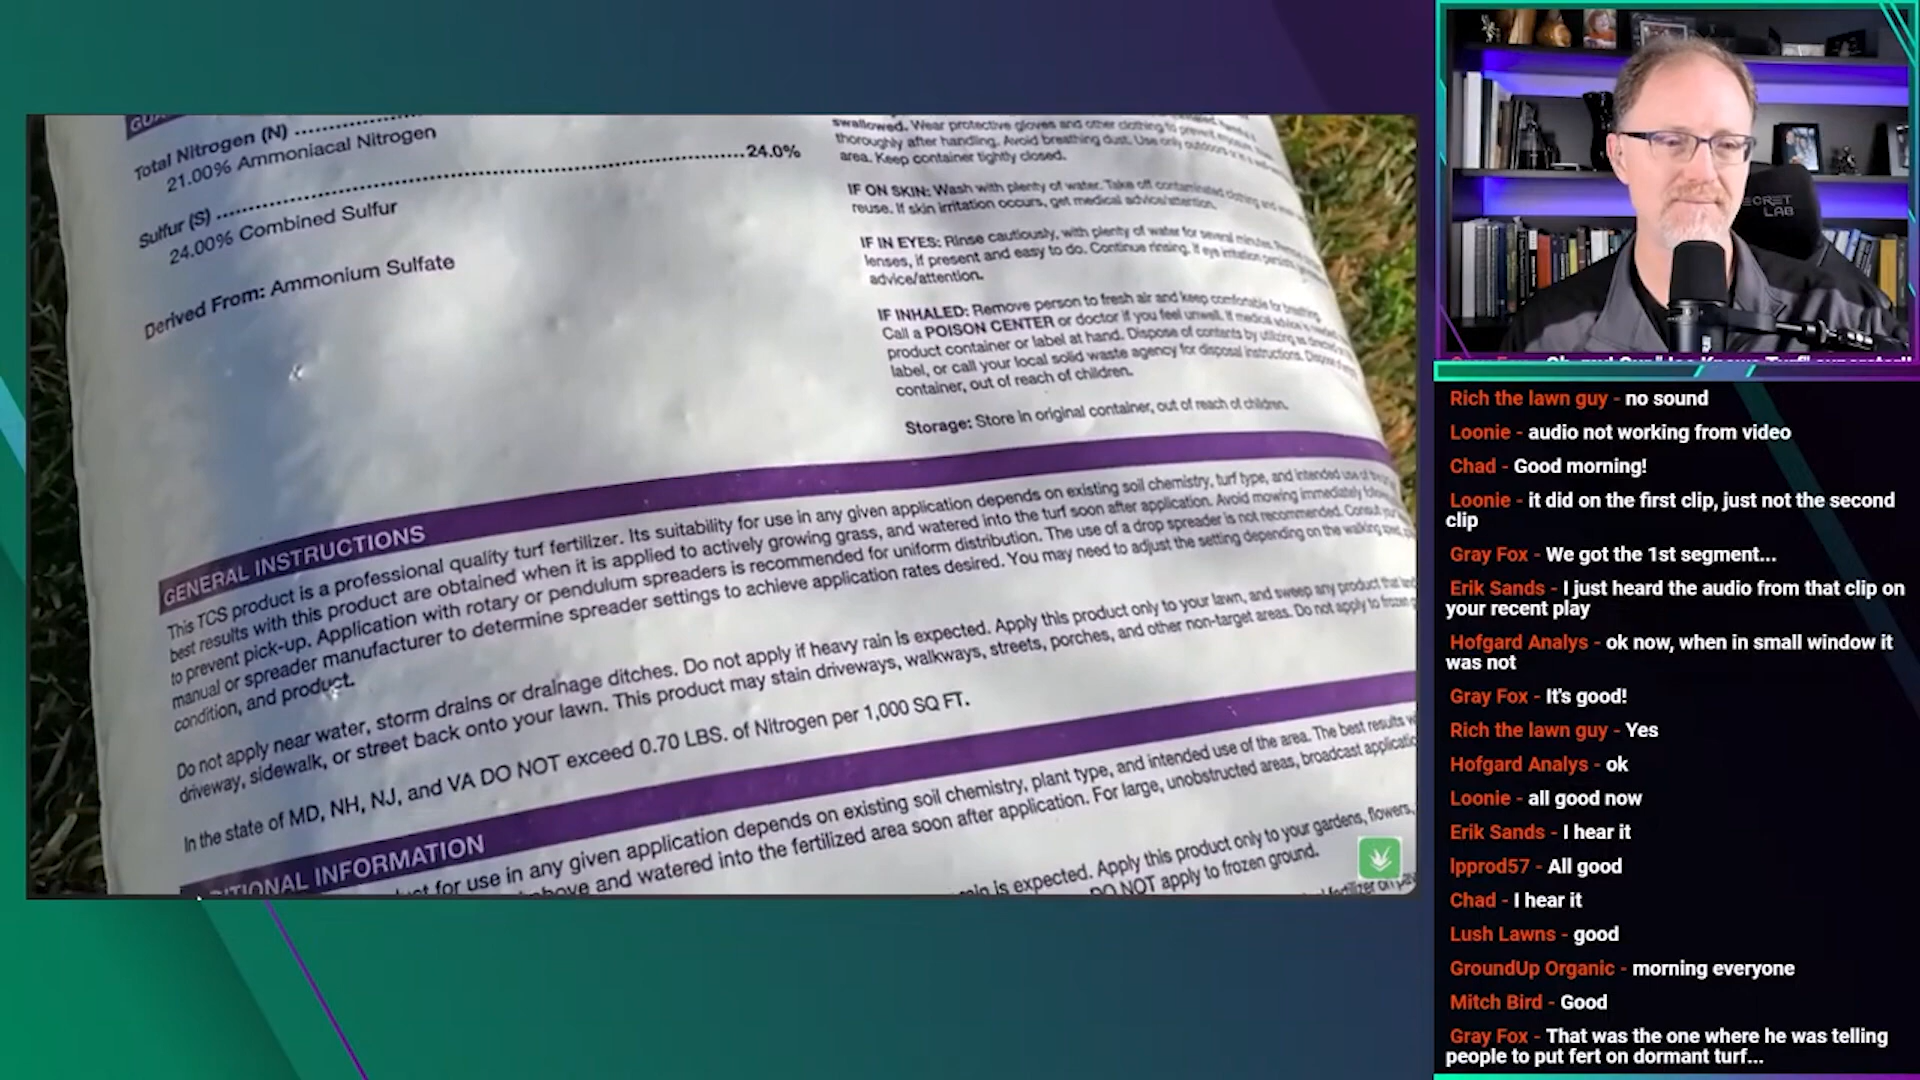 Total Nitrogen (N)
21.00% Ammoniacal Nitrogen
Sulfur (S) 24.0%
24.00% Combined Sulfur
Derived From: Ammonium Sulfate
swallowed. Wear protective gloves and other clothing to prevent
thoroughly after handling. Avoid breathing dust. Use only outdoors
area. Keep container tightly closed.
IF ON SKIN: Wash with plenty of water. Take off contaminated clothing and
reuse. If skin irritation occurs, get medical advice/attention.
IF IN EYES: Rinse cautiously, with plenty of water for several minutes.
lenses, if present and easy to do. Continue rinsing. If eye irritation persists
advice/attention.
IF INHALED: Remove person to fresh air and keep comfortable for breathing.
Call a POISON CENTER or doctor if you feel unwell. If medical advice is needed
product container or label at hand. Dispose of contents by utilizing as directed
label, or call your local solid waste agency for disposal instructions.
container, out of reach of children.
Storage: Store in original container, out of reach of children.
GENERAL INSTRUCTIONS
This TCS product is a professional quality turf fertilizer. Its suitability for use in any given application depends on existing soil chemistry, turf type, and intended use of the
best results with this product are obtained when it is applied to actively growing grass, and watered into the turf soon after application. Avoid mowing immediately
to prevent pick-up. Application with rotary or pendulum spreaders is recommended for uniform distribution. The use of a drop spreader is not recommended. Consult
manual or spreader manufacturer to determine spreader settings to achieve application rates desired. You may need to adjust the setting depending on the walking
condition, and product.
Do not apply near water, storm drains or drainage ditches. Do not apply if heavy rain is expected. Apply this product only to your lawn, and sweep any product that
driveway, sidewalk, or street back onto your lawn. This product may stain driveways, walkways, streets, porches, and other non-target areas. Do not apply to frozen
In the state of MD, NH, NJ, and VA DO NOT exceed 0.70 LBS. of Nitrogen per 1,000 SQ FT.
INFORMATION
for use in any given application depends on existing soil chemistry, plant type, and intended use of the area. The best results
above and watered into the fertilized area soon after application. For large, unobstructed areas, broadcast
is expected. Apply this product only to your gardens, flowers,
DO NOT apply to frozen ground.
SECRET
LAB
Rich the lawn guy - no sound
Loonie - audio not working from video
Chad - Good morning!
Loonie - it did on the first clip, just not the second
clip
Gray Fox - We got the 1st segment...
Erik Sands - I just heard the audio from that clip on
your recent play
Hofgard Analys - ok now, when in small window it
was not
Gray Fox - It's good!
Rich the lawn guy - Yes
Hofgard Analys - ok
Loonie - all good now
Erik Sands - I hear it
lpprod57 - All good
Chad - I hear it
Lush Lawns - good
GroundUp Organic - morning everyone
Mitch Bird - Good
Gray Fox - That was the one where he was telling
people to put fert on dormant turf...